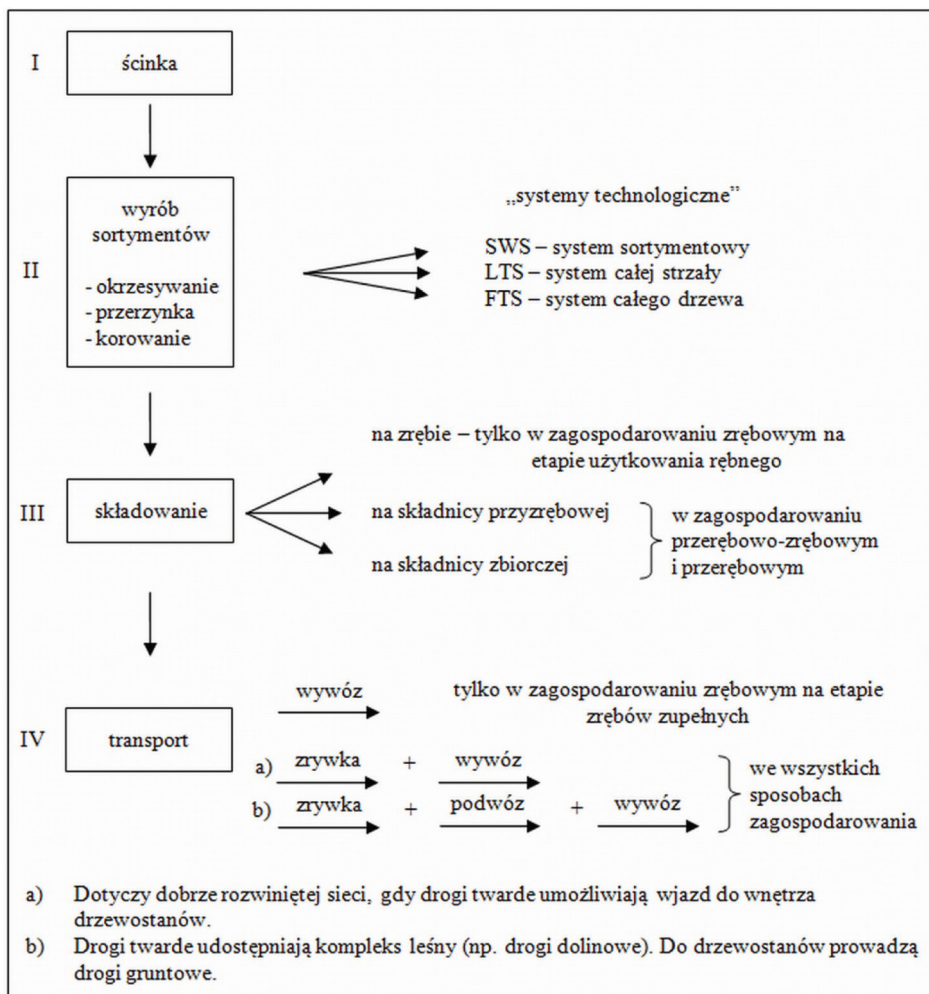 I ścinka
II wyrób
sortymentów
- okrzesywanie
- przerzynka
- korowanie
„systemy technologiczne”
SWS – system sortymentowy
LTS – system całej strzały
FTS – system całego drzewa
III składowanie
na zrębie – tylko w zagospodarowaniu zrębowym na
etapie użytkowania rębnego
na składnicy przyzrębowej
na składnicy zbiorczej
w zagospodarowaniu
przerębowo-zrębowym
i przerębowym
IV transport
wywóz
tylko w zagospodarowaniu zrębowym na etapie
zrębów zupełnych
a) zrywka + wywóz
b) zrywka + podwóz + wywóz
we wszystkich
sposobach
zagospodarowania
a) Dotyczy dobrze rozwiniętej sieci, gdy drogi twarde umożliwiają wjazd do wnętrza
drzewostanów.
b) Drogi twarde udostępniają kompleks leśny (np. drogi dolinowe). Do drzewostanów prowadzą
drogi gruntowe.